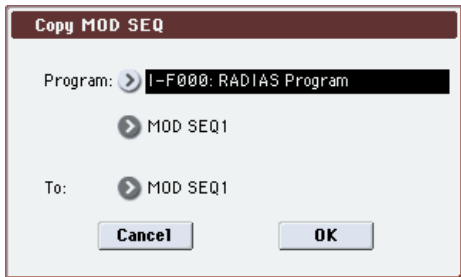 Copy MOD SEQ
Program: I-F000: RADIAS Program
MOD SEQ1
To: MOD SEQ1
Cancel OK